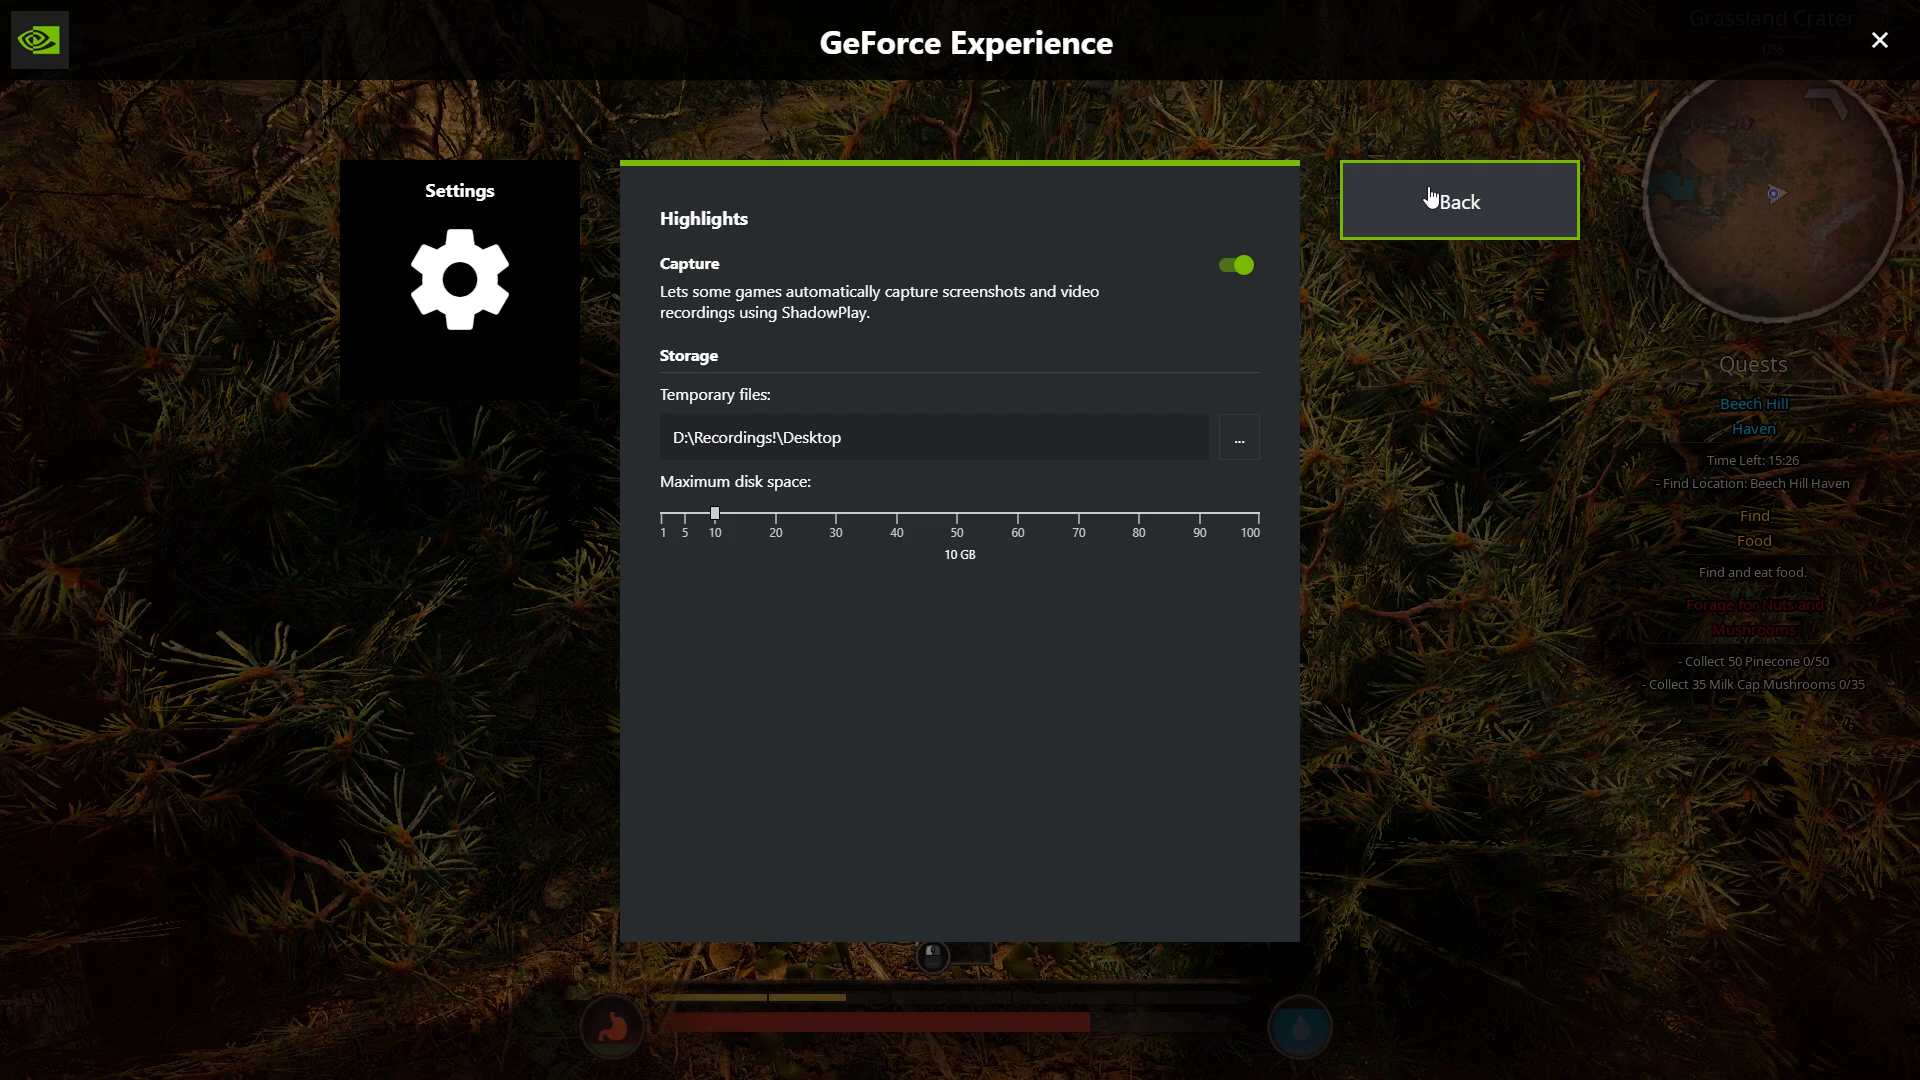 Grassland Crater
0%
GeForce Experience
Settings
Highlights
Capture
Lets some games automatically capture screenshots and video
recordings using ShadowPlay.
Storage
Temporary files:
D:\Recordings!\Desktop
...
Maximum disk space:
1 5 10 20 30 40 50 60 70 80 90 100
10 GB
Back
Quests
Beech Hill
Haven
Time Left: 15:26
- Find Location: Beech Hill Haven
Find
Food
Find and eat food.
Forage for Nuts and
Mushrooms
- Collect 50 Pinecone 0/50
- Collect 35 Milk Cap Mushrooms 0/35